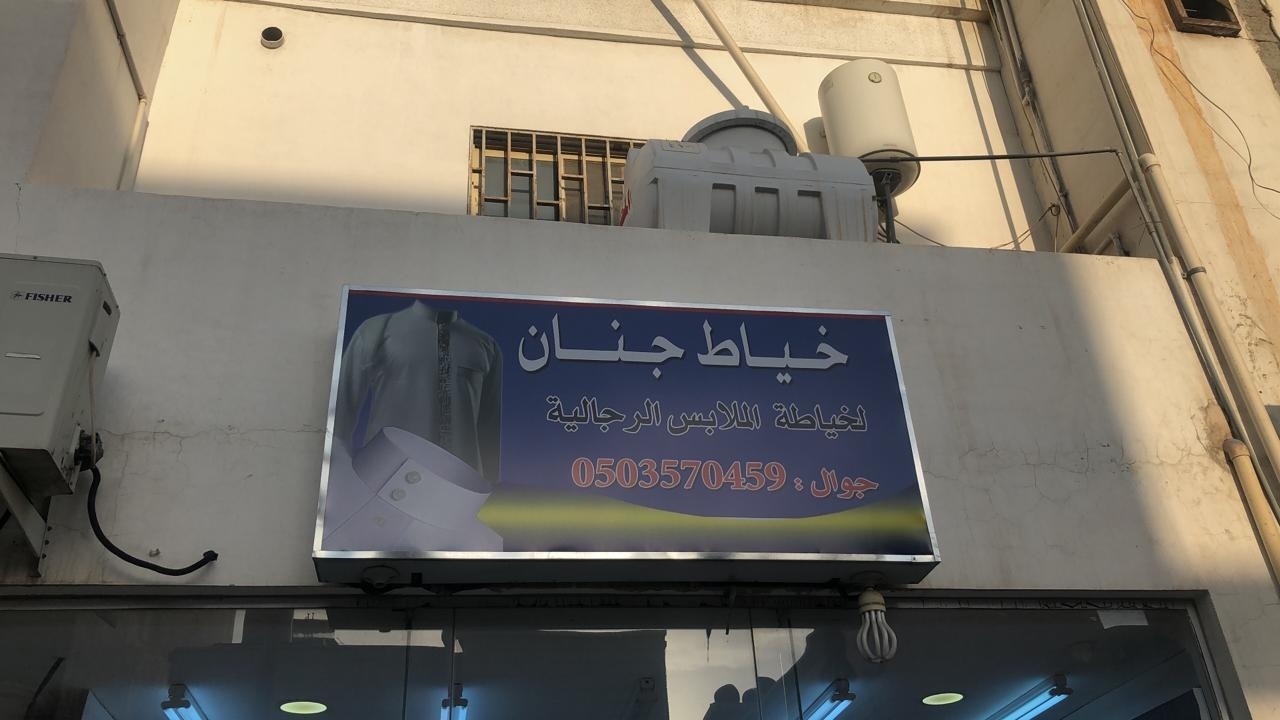 FISHER
خياط جنان
لخياطة الملابس الرجالية
جوال : 0503570459